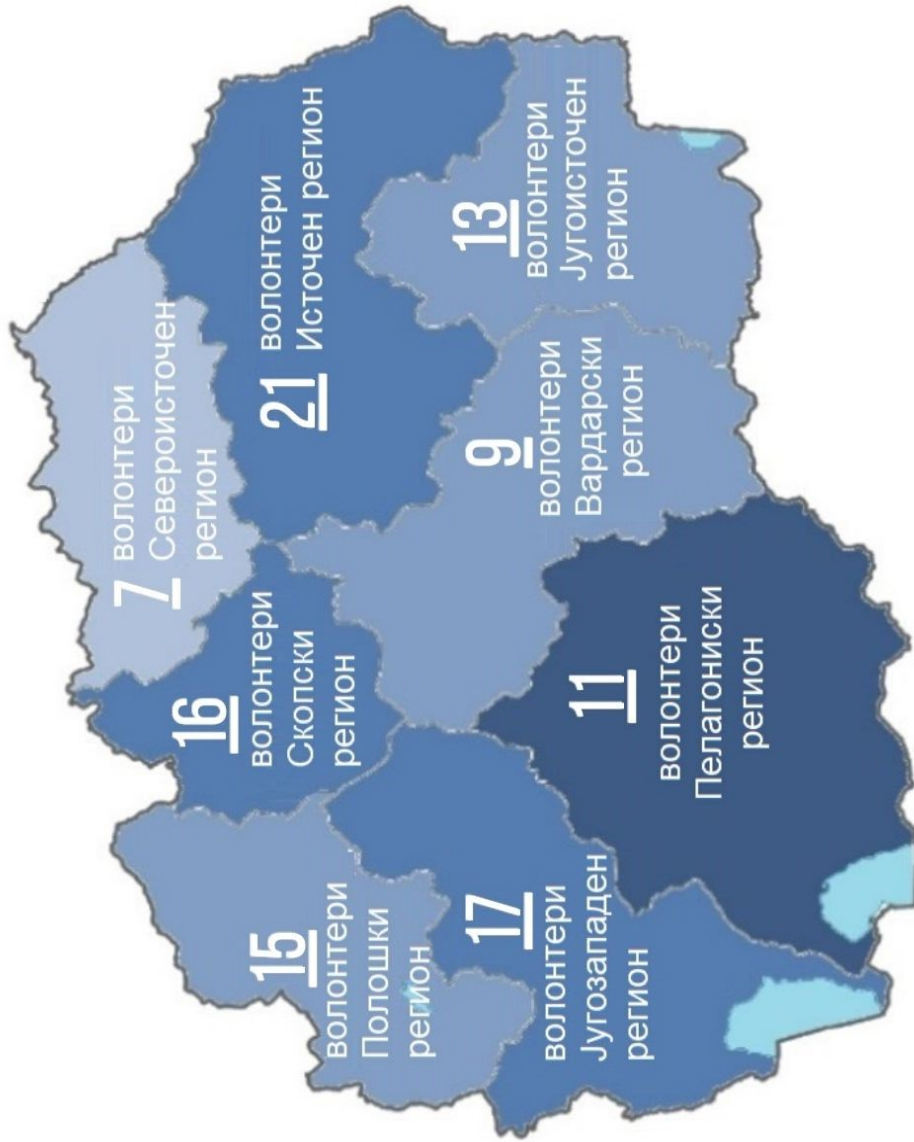 7 волонтери
Североисточен
регион
16
волонтери
Скопски
регион
15
волонтери
Полошки
регион
21
волонтери
Источен регион
17
волонтери
Југозападен
регион
9
волонтери
Вардарски
регион
13
волонтери
Југоисточен
регион
11
волонтери
Пелагониски
регион